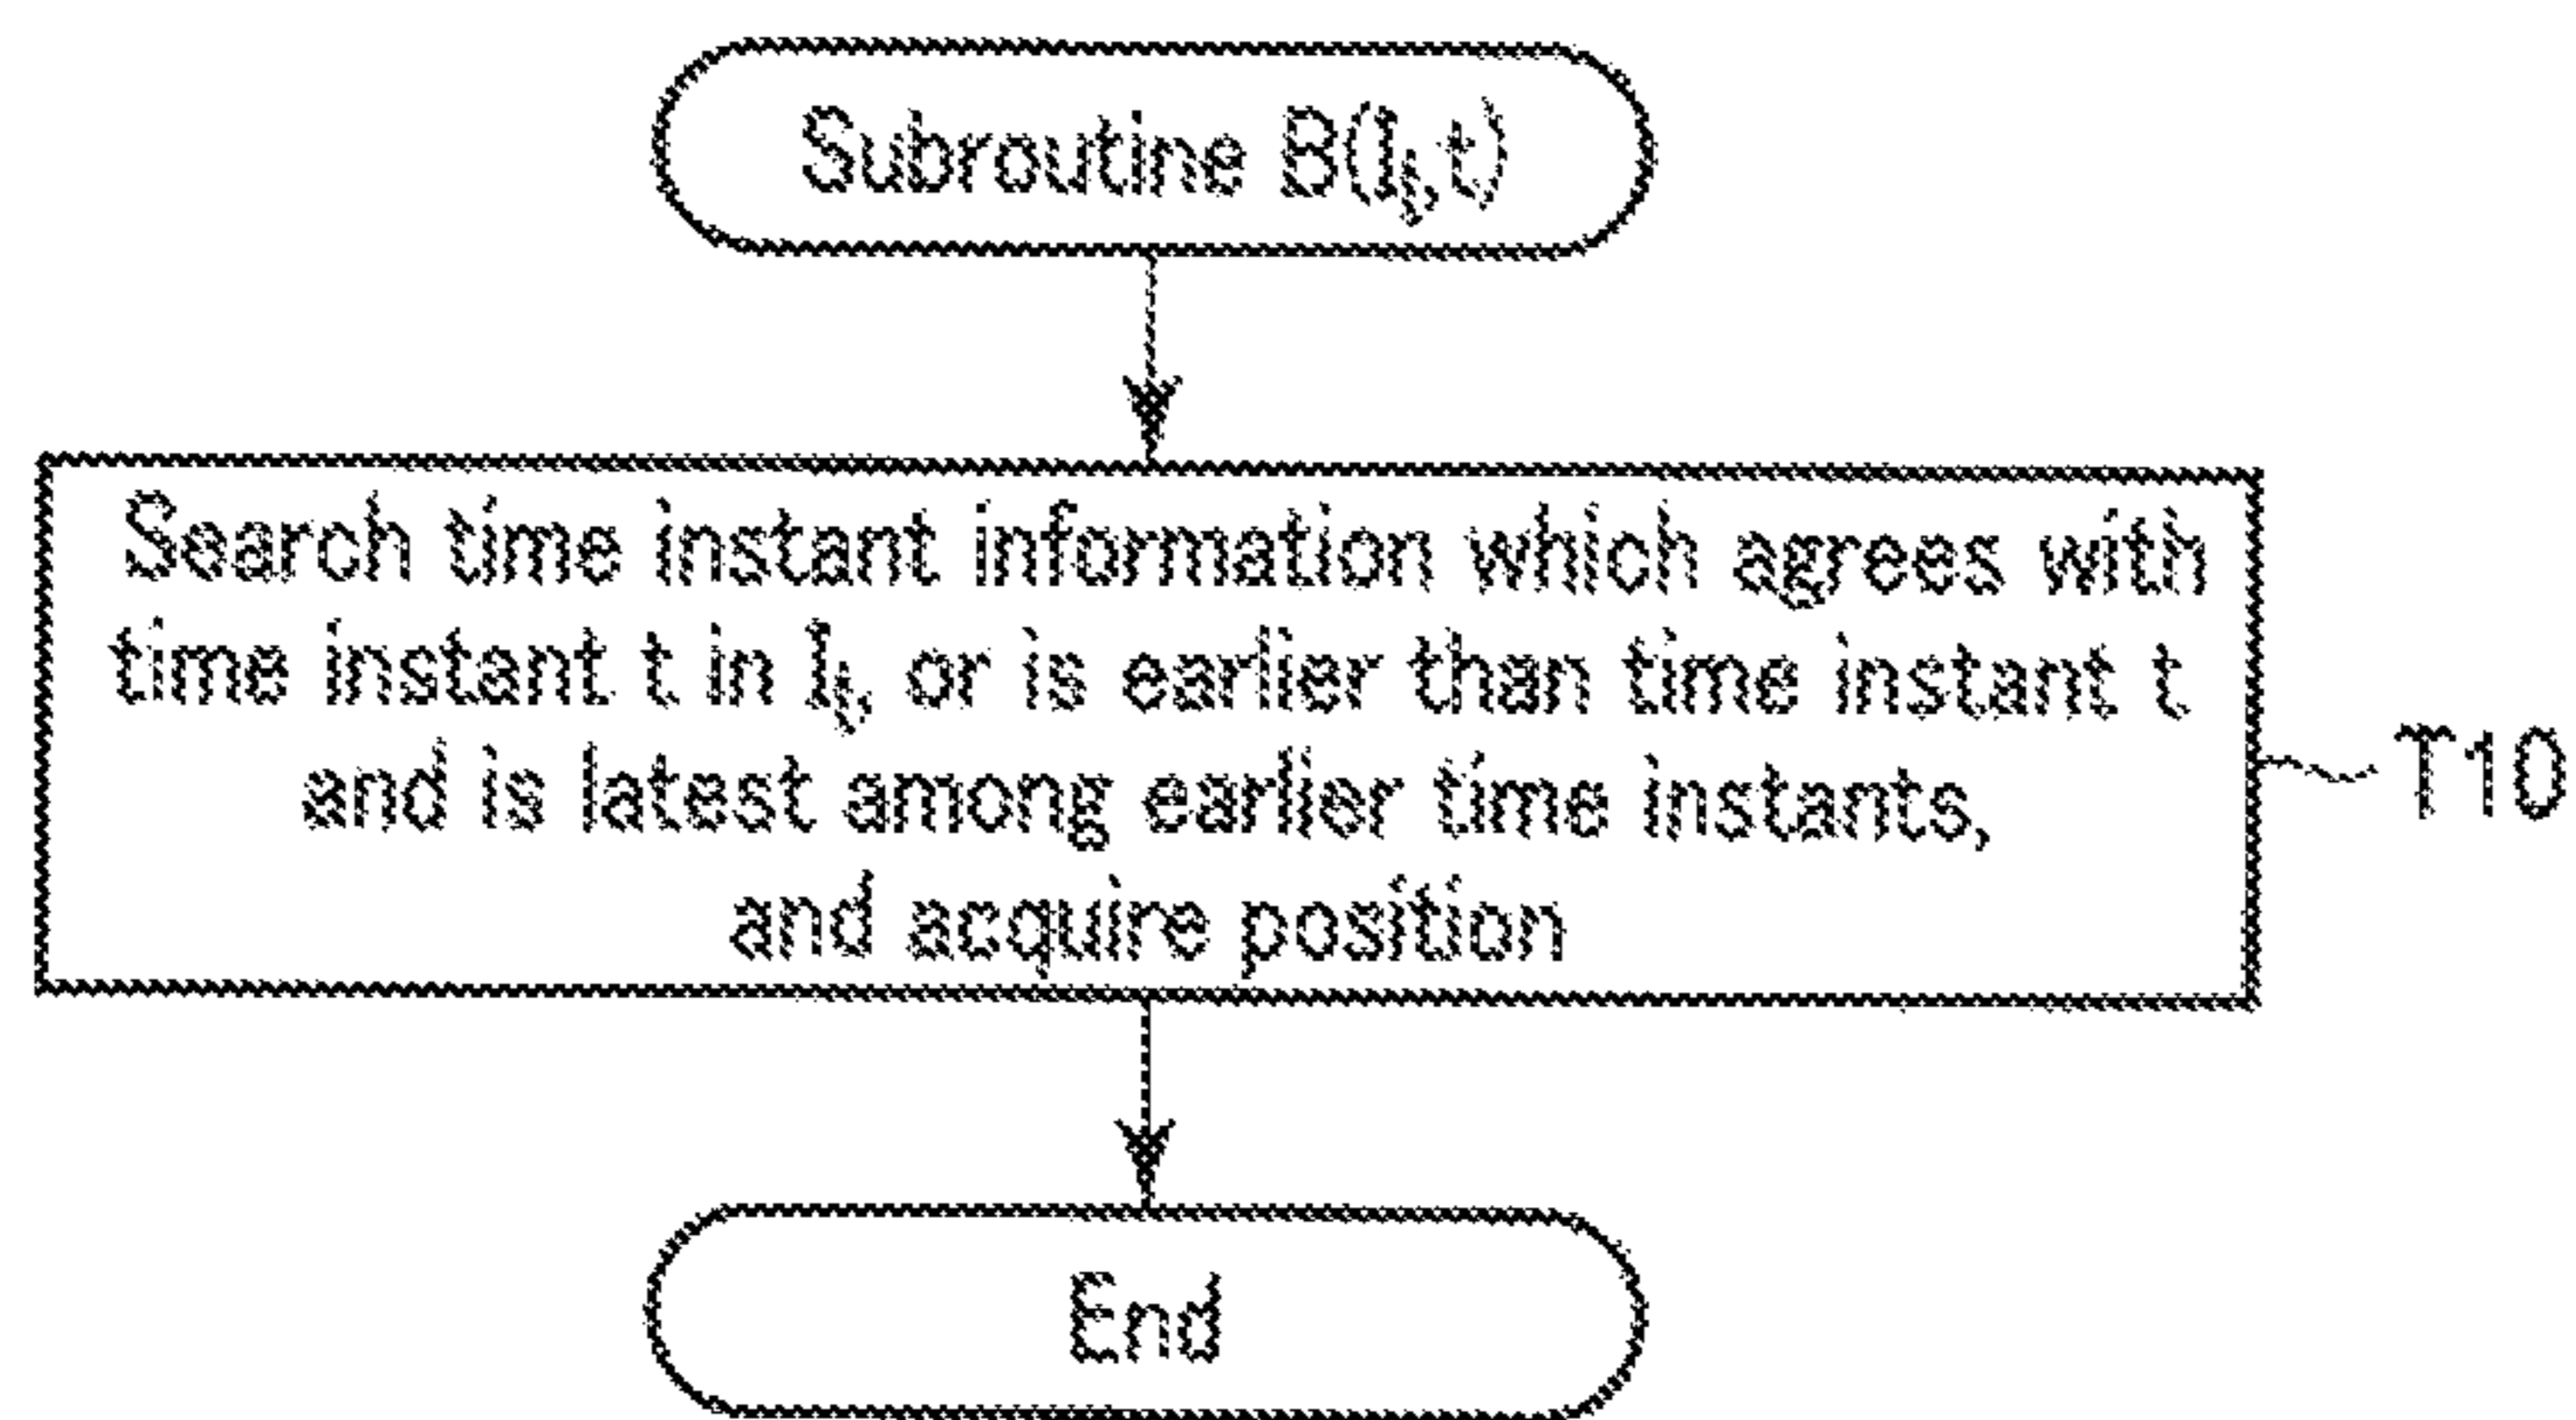 Subroutine B(Ij,t)
Search time instant information which agrees with
time instant t in Ij, or is earlier than time instant t
and is latest among earlier time instants,
and acquire position
T10
End